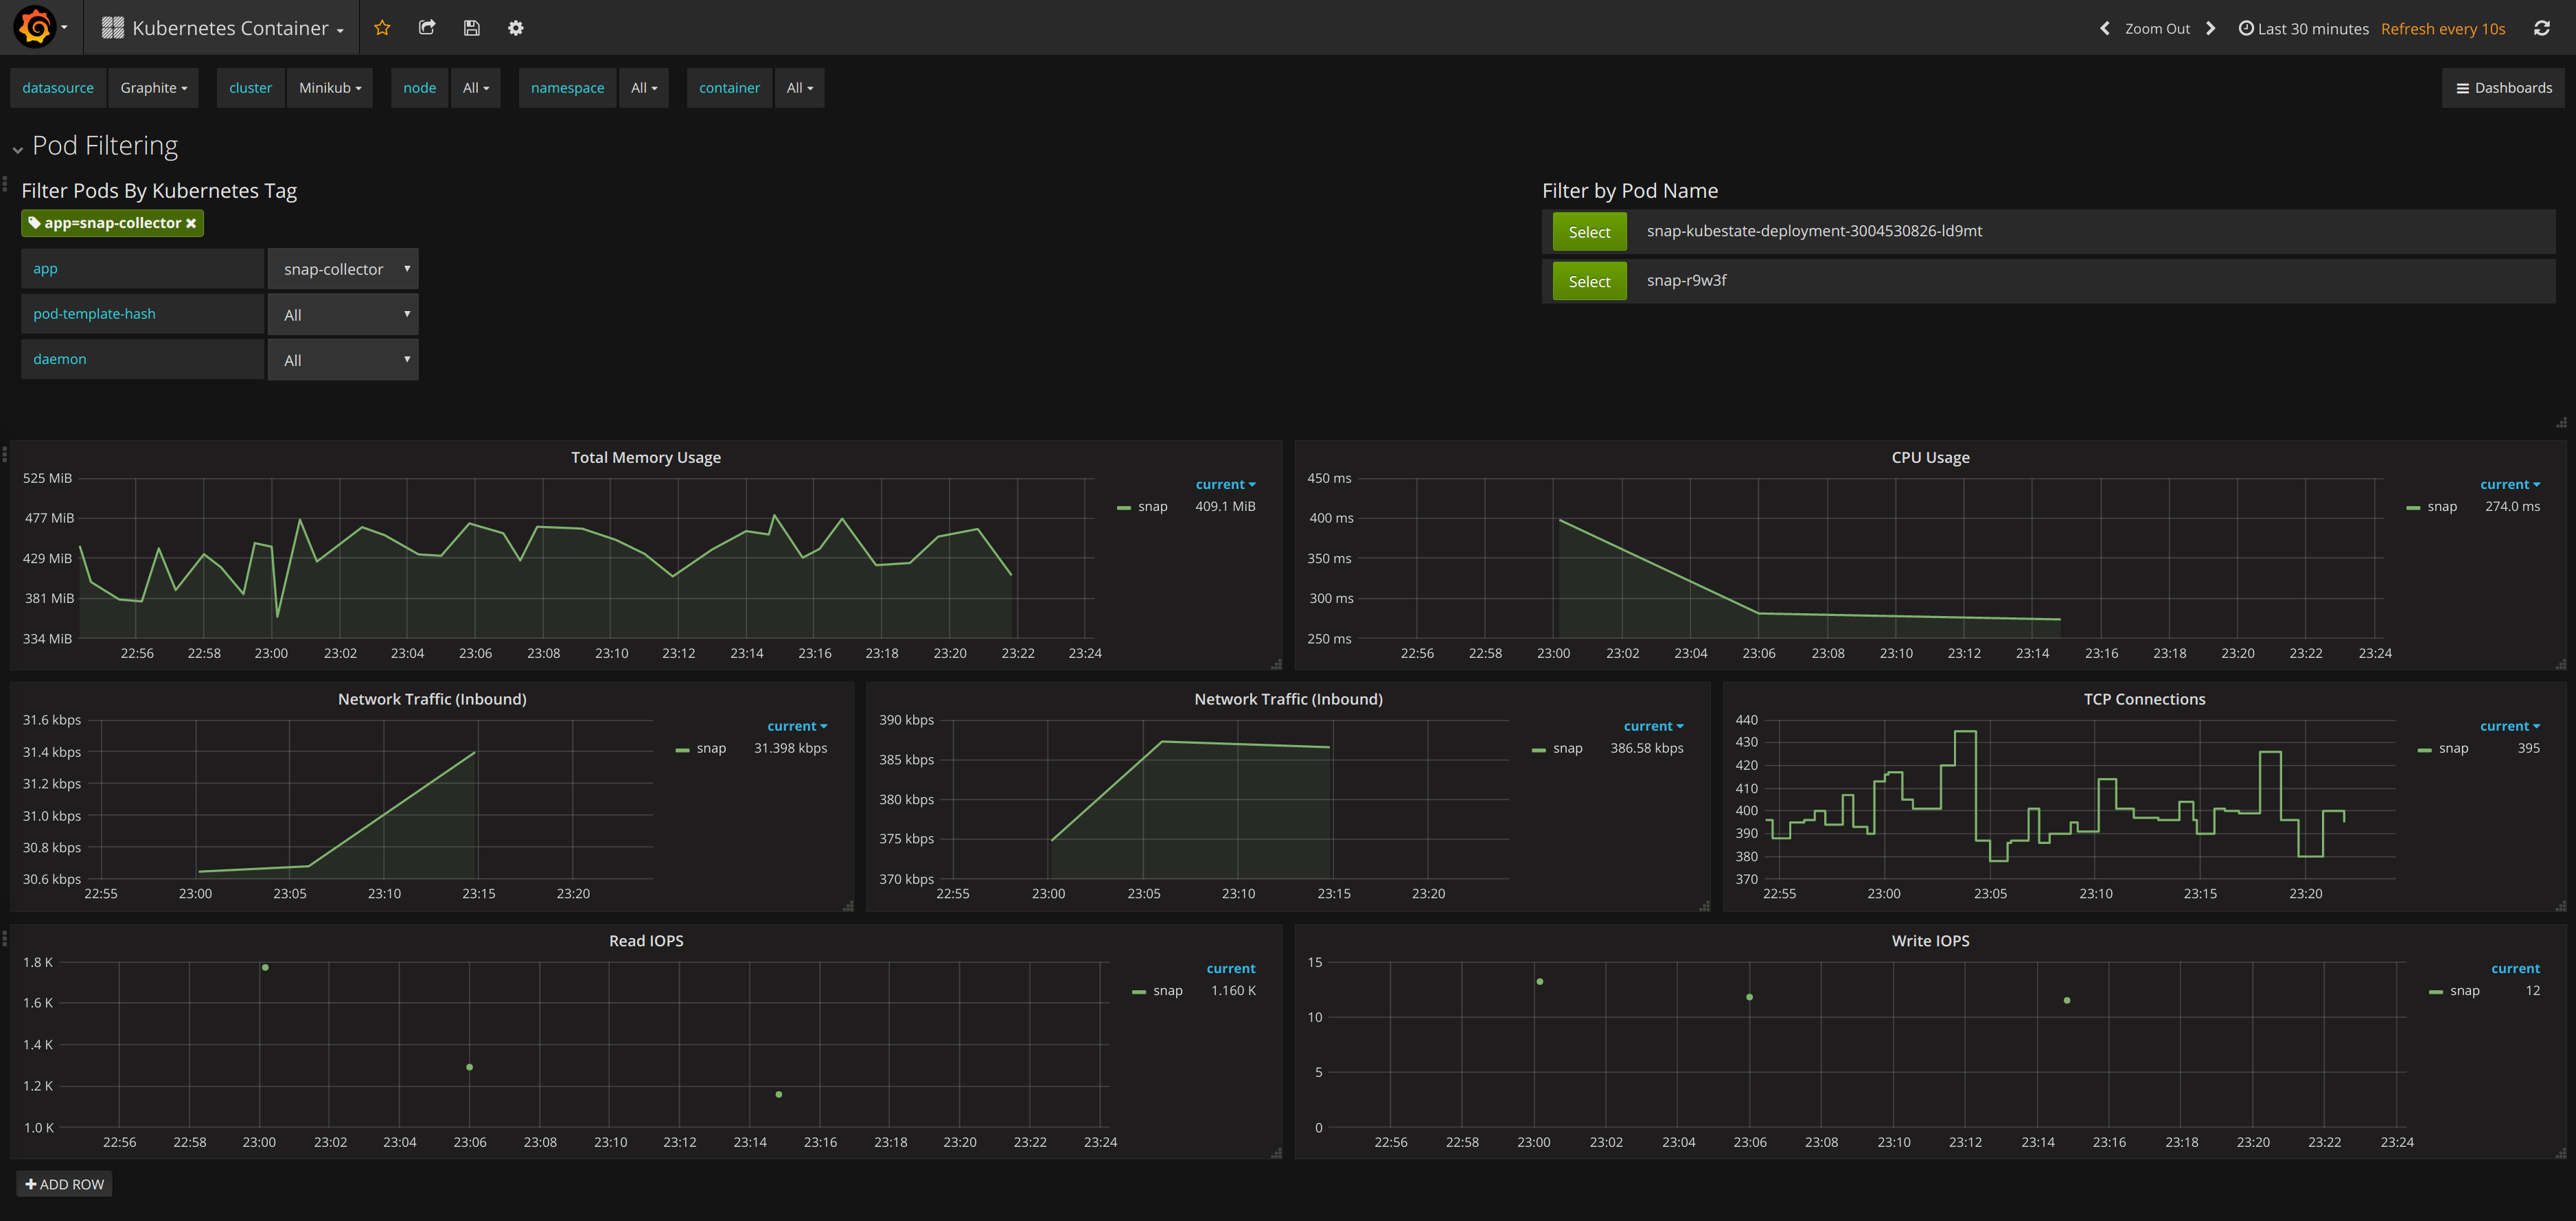 Kubernetes Container
Zoom Out
Last 30 minutes Refresh every 10s
datasource Graphite
cluster Minikub
node All
namespace All
container All
Dashboards
Pod Filtering
Filter Pods By Kubernetes Tag
app=snap-collector
app snap-collector
pod-template-hash All
daemon All
Filter by Pod Name
Select snap-kubestate-deployment-3004530826-ld9mt
Select snap-r9w3f
Total Memory Usage
525 MiB
477 MiB
429 MiB
381 MiB
334 MiB
22:56 22:58 23:00 23:02 23:04 23:06 23:08 23:10 23:12 23:14 23:16 23:18 23:20 23:22 23:24
current
snap 409.1 MiB
CPU Usage
450 ms
400 ms
350 ms
300 ms
250 ms
22:56 22:58 23:00 23:02 23:04 23:06 23:08 23:10 23:12 23:14 23:16 23:18 23:20 23:22 23:24
current
snap 274.0 ms
Network Traffic (Inbound)
31.6 kbps
31.4 kbps
31.2 kbps
31.0 kbps
30.8 kbps
30.6 kbps
22:55 23:00 23:05 23:10 23:15 23:20
current
snap 31.398 kbps
Network Traffic (Inbound)
390 kbps
385 kbps
380 kbps
375 kbps
370 kbps
22:55 23:00 23:05 23:10 23:15 23:20
current
snap 386.58 kbps
TCP Connections
440
430
420
410
400
390
380
370
22:55 23:00 23:05 23:10 23:15 23:20
current
snap 395
Read IOPS
1.8 K
1.6 K
1.4 K
1.2 K
1.0 K
22:56 22:58 23:00 23:02 23:04 23:06 23:08 23:10 23:12 23:14 23:16 23:18 23:20 23:22 23:24
current
snap 1.160 K
Write IOPS
15
10
5
0
22:56 22:58 23:00 23:02 23:04 23:06 23:08 23:10 23:12 23:14 23:16 23:18 23:20 23:22 23:24
current
snap 12
ADD ROW